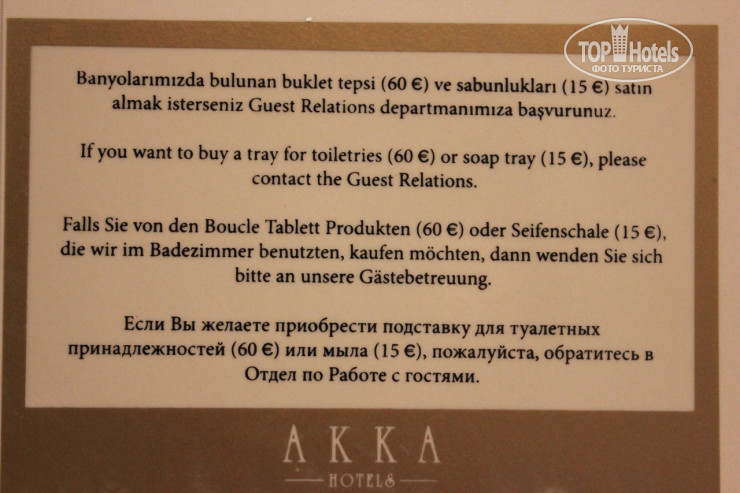 TOP Hotels
ФОТО ТУРИСТА
Banyolarımızda bulunan buklet tepsi (60 €) ve sabunlukları (15 €) satın
almak isterseniz Guest Relations departmanımıza başvurunuz.
If you want to buy a tray for toiletries (60 €) or soap tray (15 €), please
contact the Guest Relations.
Falls Sie von den Boucle Tablett Produkten (60 €) oder Seifenschale (15 €),
die wir im Badezimmer benutzten, kaufen möchten, dann wenden Sie sich
bitte an unsere Gästebetreuung.
Если Вы желаете приобрести подставку для туалетных
принадлежностей (60 €) или мыла (15 €), пожалуйста, обратитесь в
Отдел по Работе с гостями.
AKKA
HOTELS